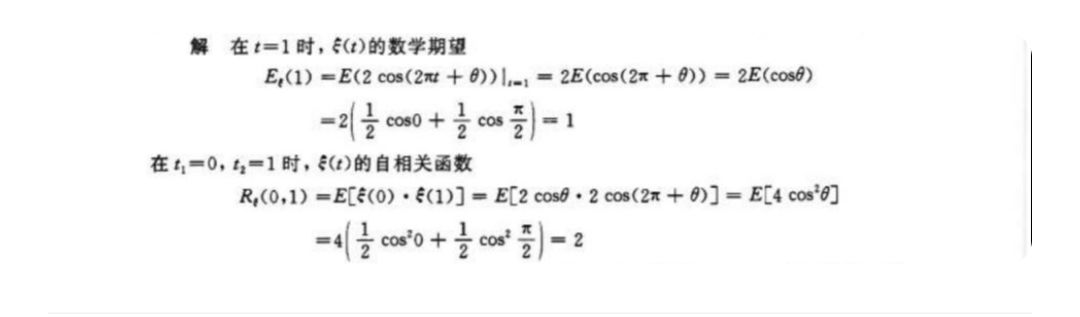 解 在 t=1 时，ξ(t)的数学期望
E_ξ(1) =E(2 cos(2πt + θ))|_{t=1} = 2E(cos(2π + θ)) = 2E(cosθ)
=2(1/2 cos0 + 1/2 cos π/2) = 1
在 t₁=0，t₂=1 时，ξ(t)的自相关函数
R_ξ(0,1) =E[ξ(0)·ξ(1)] = E[2 cosθ·2 cos(2π + θ)] = E[4 cos²θ]
=4(1/2 cos²0 + 1/2 cos² π/2) = 2